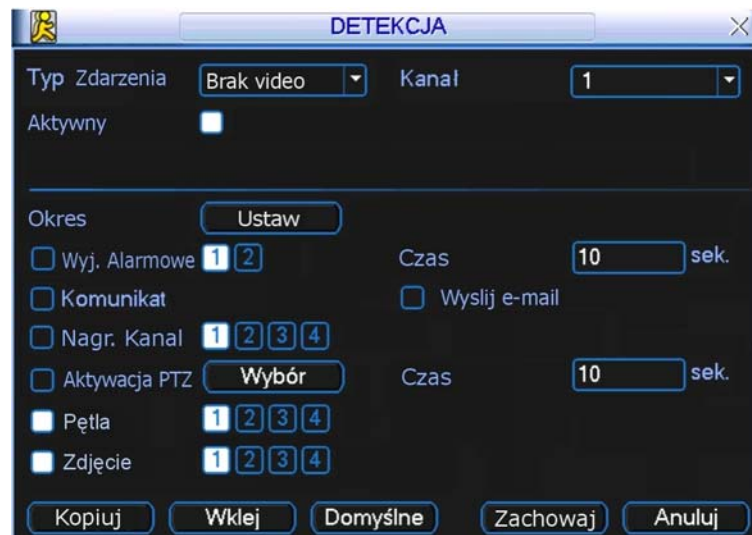 DETEKCJA
Typ Zdarzenia Brak video Kanał 1
Aktywny
Okres Ustaw
Wyj. Alarmowe 1 2 Czas 10 sek.
Komunikat Wyslij e-mail
Nagr. Kanal 1 2 3 4
Aktywacja PTZ Wybór Czas 10 sek.
Pętla 1 2 3 4
Zdjęcie 1 2 3 4
Kopiuj Wklej Domyślne Zachowaj Anuluj